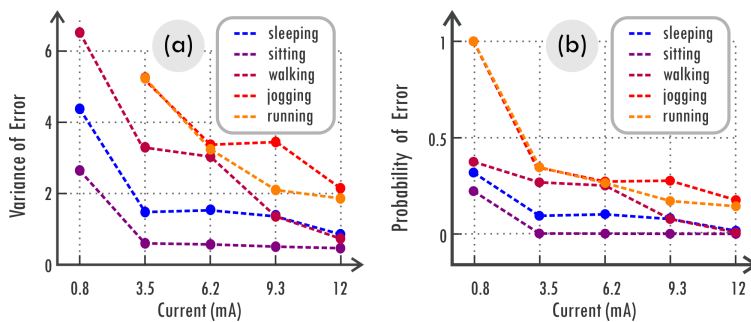 (a)
sleeping
sitting
walking
jogging
running
Variance of Error
6
4
2
0
0.8 3.5 6.2 9.3 12
Current (mA)
(b)
sleeping
sitting
walking
jogging
running
Probability of Error
1
0.5
0
0.8 3.5 6.2 9.3 12
Current (mA)